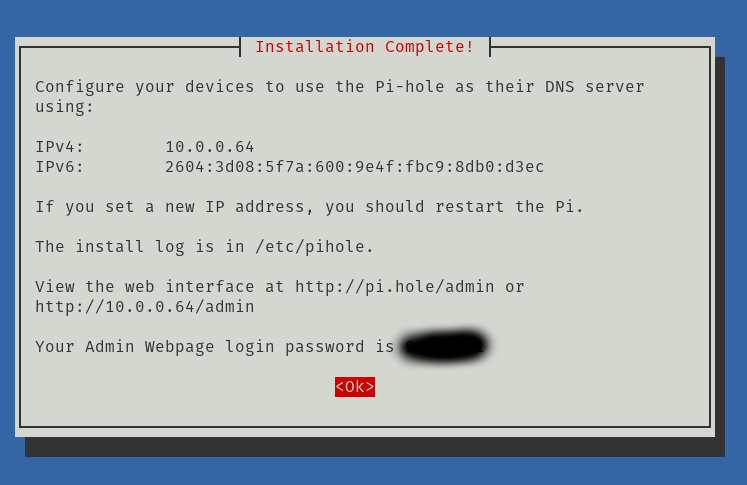 Installation Complete!
Configure your devices to use the Pi-hole as their DNS server
using:
IPv4: 10.0.0.64
IPv6: 2604:3d08:5f7a:600:9e4f:fbc9:8db0:d3ec
If you set a new IP address, you should restart the Pi.
The install log is in /etc/pihole.
View the web interface at http://pi.hole/admin or
http://10.0.0.64/admin
Your Admin Webpage login password is
<Ok>